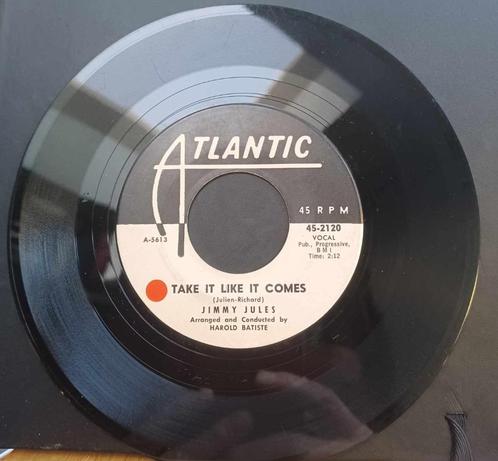 ATLANTIC
45 RPM
A-5613
45-2120
VOCAL
Pub., Progressive,
BMI
Time: 2:12
TAKE IT LIKE IT COMES
(Julien-Richard)
JIMMY JULES
Arranged and Conducted by
HAROLD BATISTE